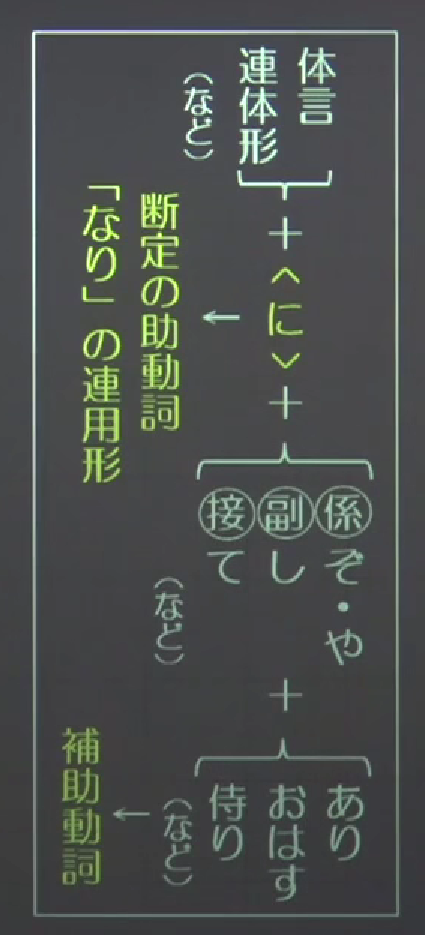 体言
連体形
（など）
＋
〈に〉
←
断定の助動詞
「なり」の連用形
＋
係 ぞ・や
副 し
接 て
（など）
＋
あり
おはす
侍り
（など）
←
補助動詞